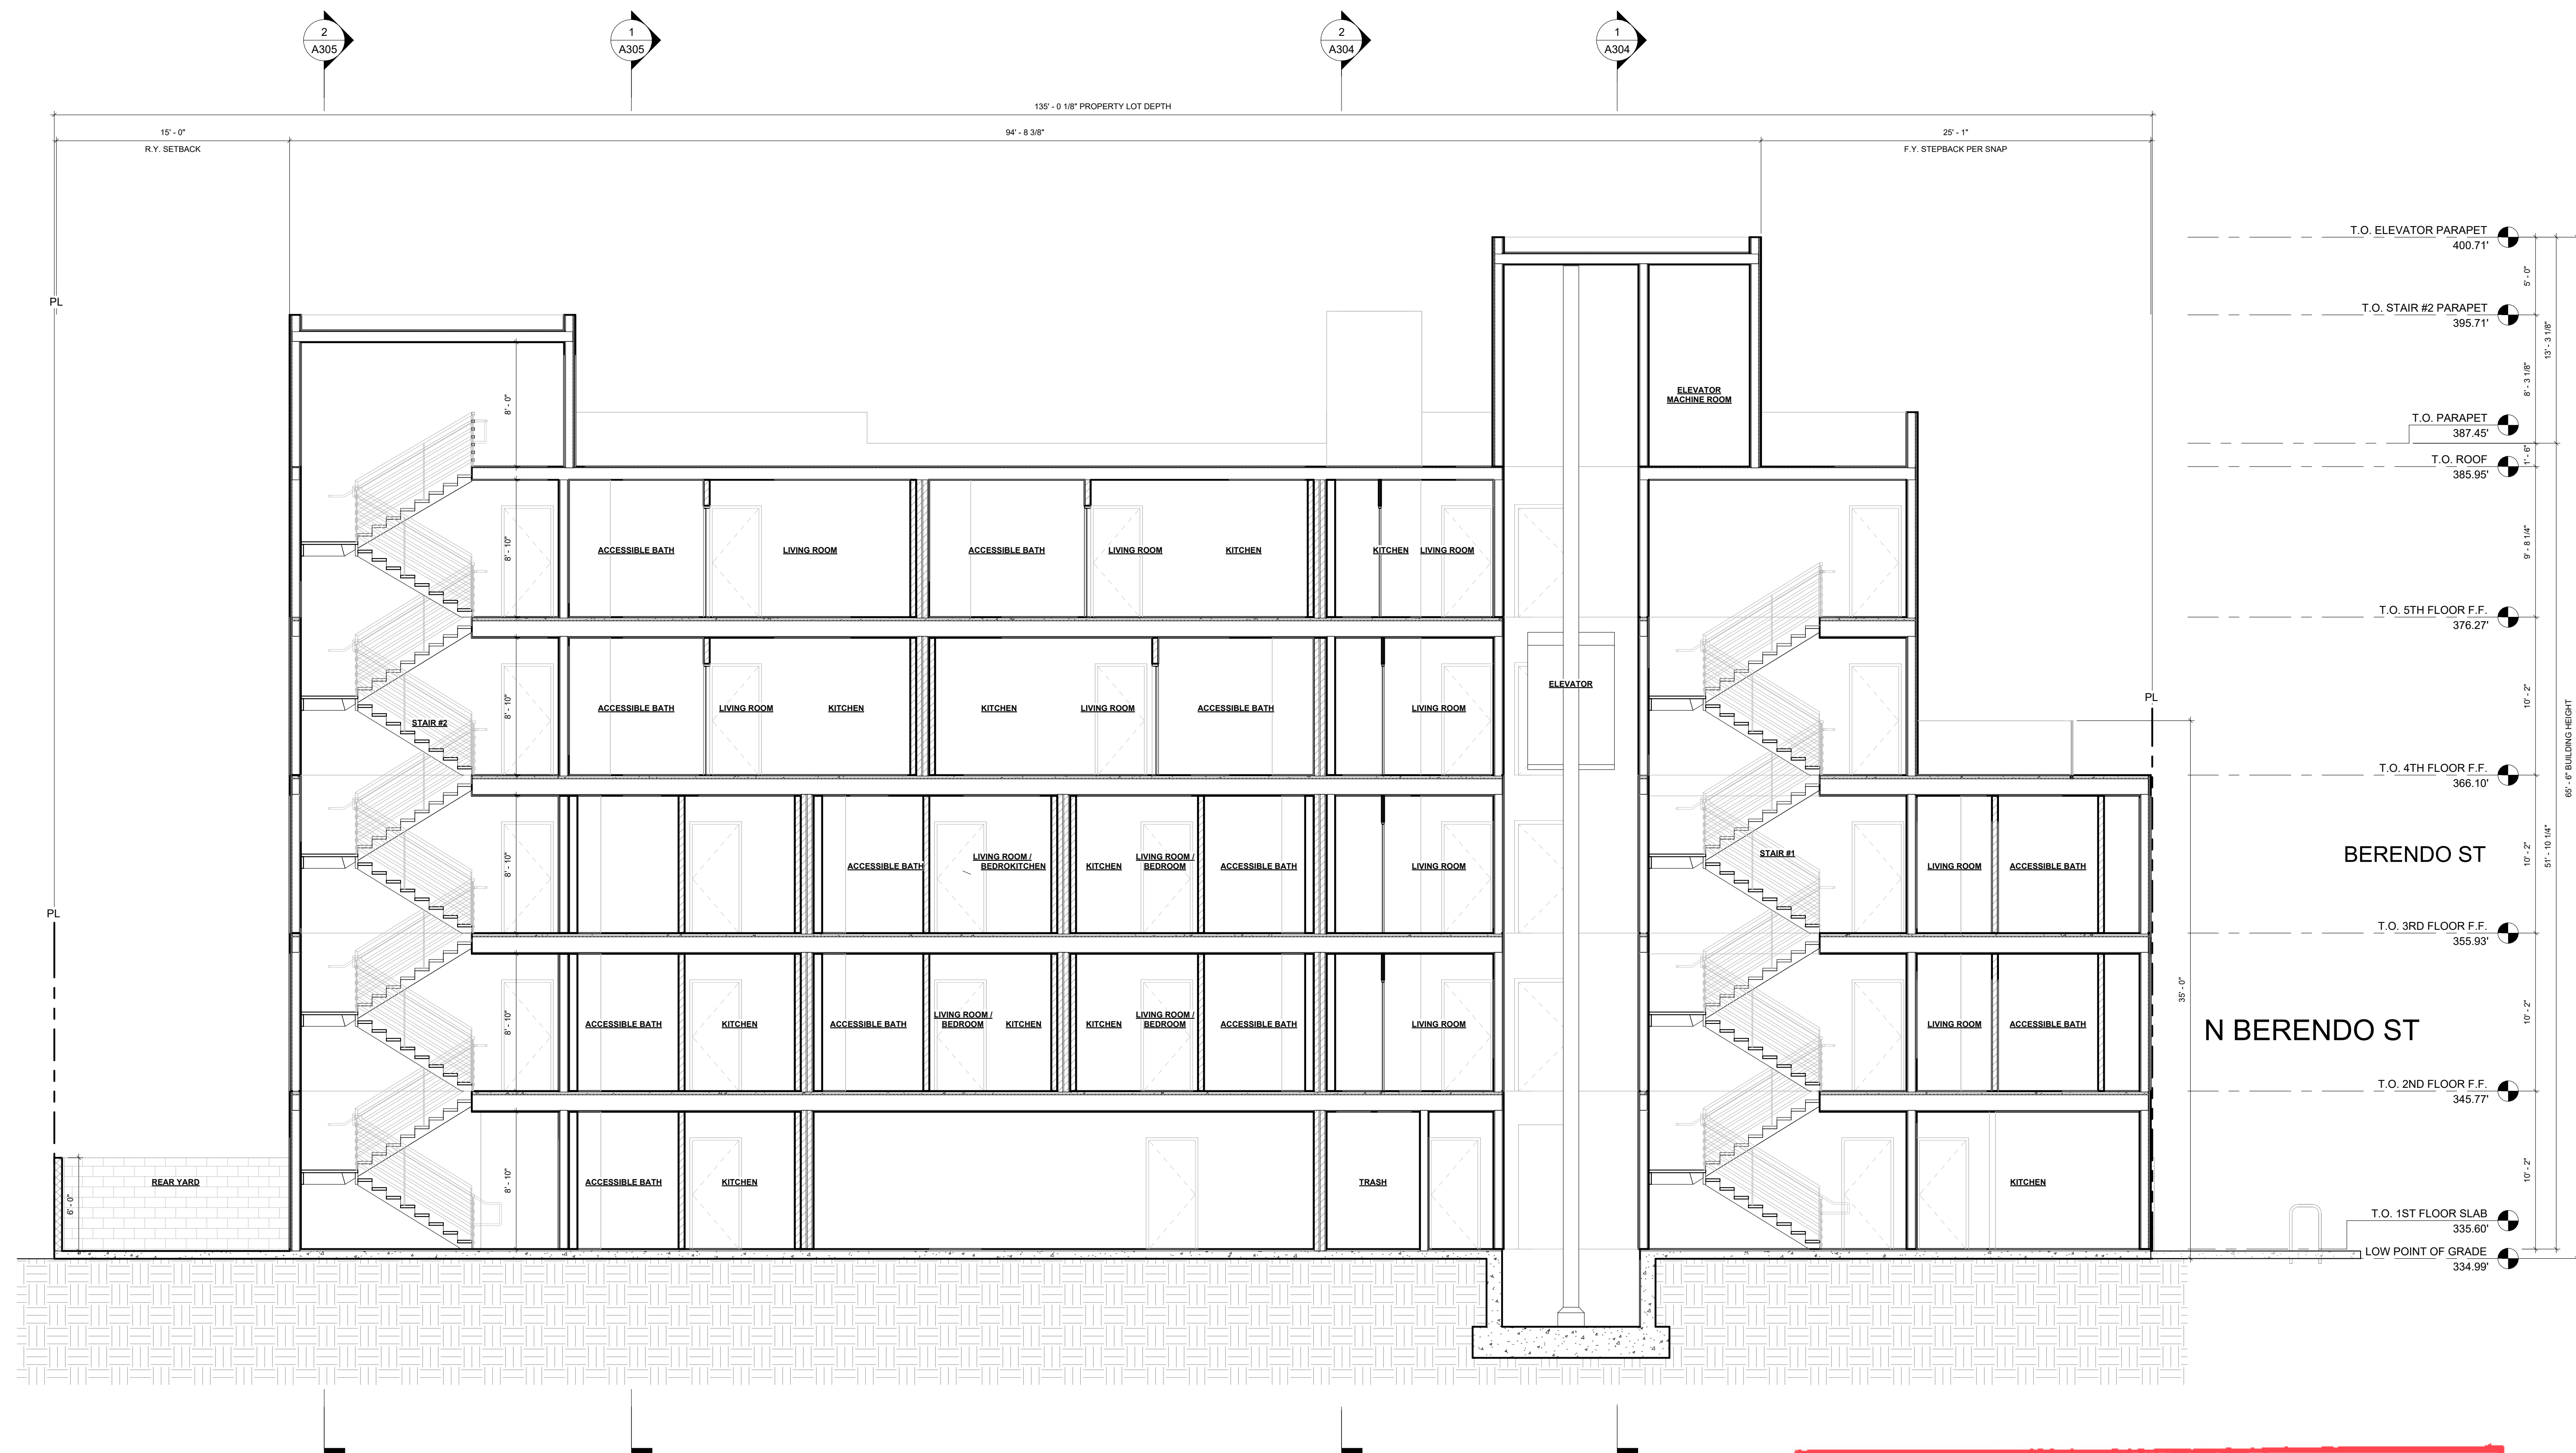 2
A305
1
A305
2
A304
1
A304
135' - 0 1/8" PROPERTY LOT DEPTH
15' - 0"
94' - 8 3/8"
25' - 1"
R.Y. SETBACK
F.Y. STEPBACK PER SNAP
T.O. ELEVATOR PARAPET
400.71'
5' - 0"
PL
T.O. STAIR #2 PARAPET
395.71'
13' - 3 1/8"
8' - 3 1/8"
8' - 0"
ELEVATOR
MACHINE ROOM
T.O. PARAPET
387.45'
1' - 6"
T.O. ROOF
385.95'
9' - 8 1/4"
8' - 10"
ACCESSIBLE BATH
LIVING ROOM
ACCESSIBLE BATH
LIVING ROOM
KITCHEN
KITCHEN
LIVING ROOM
T.O. 5TH FLOOR F.F.
376.27'
10' - 2"
STAIR #2
8' - 10"
ACCESSIBLE BATH
LIVING ROOM
KITCHEN
KITCHEN
LIVING ROOM
ACCESSIBLE BATH
LIVING ROOM
ELEVATOR
PL
65' - 6" BUILDING HEIGHT
T.O. 4TH FLOOR F.F.
366.10'
10' - 2"
51' - 10 1/4"
8' - 10"
ACCESSIBLE BATH
LIVING ROOM /
BEDROKITCHEN
KITCHEN
LIVING ROOM /
BEDROOM
ACCESSIBLE BATH
LIVING ROOM
STAIR #1
LIVING ROOM
ACCESSIBLE BATH
BERENDO ST
PL
T.O. 3RD FLOOR F.F.
355.93'
10' - 2"
35' - 0"
8' - 10"
ACCESSIBLE BATH
KITCHEN
ACCESSIBLE BATH
LIVING ROOM /
BEDROOM
KITCHEN
KITCHEN
LIVING ROOM /
BEDROOM
ACCESSIBLE BATH
LIVING ROOM
LIVING ROOM
ACCESSIBLE BATH
N BERENDO ST
T.O. 2ND FLOOR F.F.
345.77'
10' - 2"
REAR YARD
6' - 0"
8' - 10"
ACCESSIBLE BATH
KITCHEN
TRASH
KITCHEN
T.O. 1ST FLOOR SLAB
335.60'
LOW POINT OF GRADE
334.99'